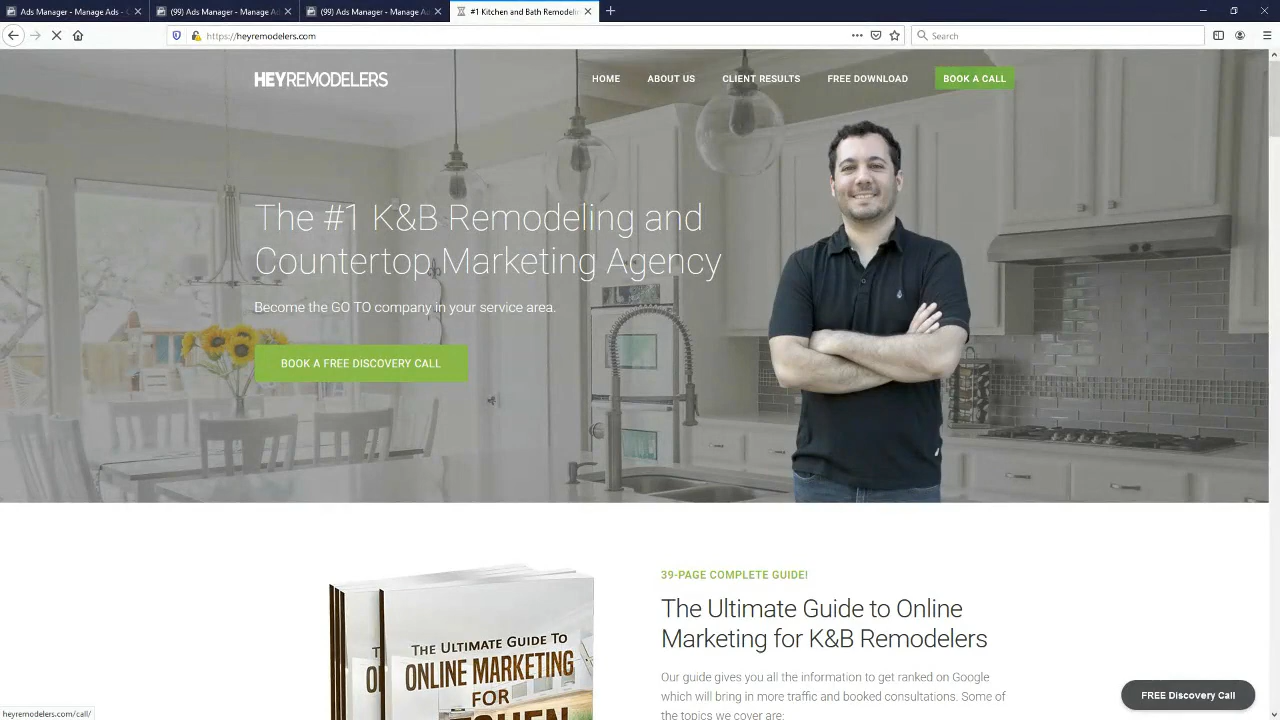 (99) Ads Manager - Manage Ads - C
(99) Ads Manager - Manage Ad
(99) Ads Manager - Manage Ad
#1 Kitchen and Bath Remodeli
https://heyremodelers.com
Search
HEYREMODELERS
HOME
ABOUT US
CLIENT RESULTS
FREE DOWNLOAD
BOOK A CALL
The #1 K&B Remodeling and
Countertop Marketing Agency
Become the GO TO company in your service area.
BOOK A FREE DISCOVERY CALL
THE ULTIMATE GUIDE TO
ONLINE MARKETING
FOR
39-PAGE COMPLETE GUIDE!
The Ultimate Guide to Online
Marketing for K&B Remodelers
Our guide gives you all the information to get ranked on Google
which will bring in more traffic and booked consultations. Some of
the topics we cover are:
FREE Discovery Call
heyremodelers.com/call/